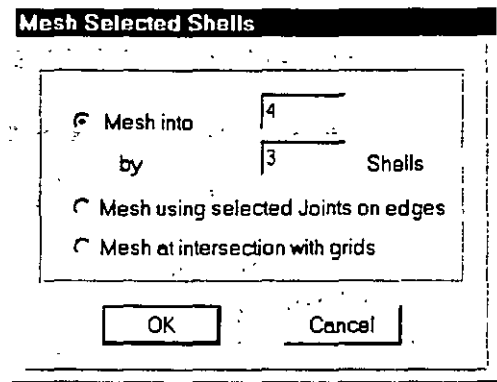 Mesh Selected Shells
Mesh into 4
by 3 Shells
Mesh using selected Joints on edges
Mesh at intersection with grids
OK Cancel